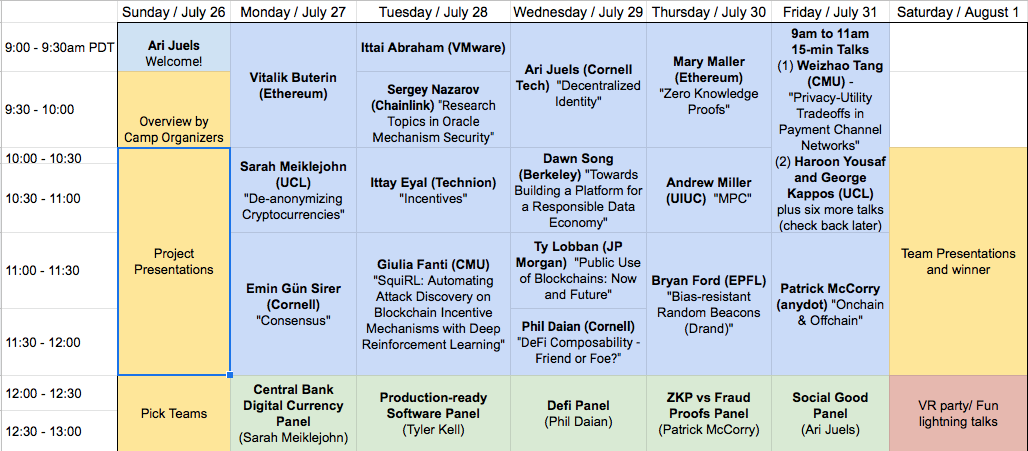 Sunday / July 26
Monday / July 27
Tuesday / July 28
Wednesday / July 29
Thursday / July 30
Friday / July 31
Saturday / August 1
9:00 - 9:30am PDT
9:30 - 10:00
10:00 - 10:30
10:30 - 11:00
11:00 - 11:30
11:30 - 12:00
12:00 - 12:30
12:30 - 13:00
Ari Juels
Welcome!
Overview by
Camp Organizers
Project
Presentations
Pick Teams
Vitalik Buterin
(Ethereum)
Sarah Meiklejohn
(UCL)
"De-anonymizing
Cryptocurrencies"
Emin Gün Sirer
(Cornell)
"Consensus"
Central Bank
Digital Currency
Panel
(Sarah Meiklejohn)
Ittai Abraham (VMware)
Sergey Nazarov
(Chainlink) "Research
Topics in Oracle
Mechanism Security"
Ittay Eyal (Technion)
"Incentives"
Giulia Fanti (CMU)
"SquiRL: Automating
Attack Discovery on
Blockchain Incentive
Mechanisms with Deep
Reinforcement Learning"
Production-ready
Software Panel
(Tyler Kell)
Ari Juels (Cornell
Tech) "Decentralized
Identity"
Dawn Song
(Berkeley) "Towards
Building a Platform for
a Responsible Data
Economy"
Ty Lobban (JP
Morgan) "Public Use
of Blockchains: Now
and Future"
Phil Daian (Cornell)
"DeFi Composability -
Friend or Foe?"
Defi Panel
(Phil Daian)
Mary Maller
(Ethereum)
"Zero Knowledge
Proofs"
Andrew Miller
(UIUC) "MPC"
Bryan Ford (EPFL)
"Bias-resistant
Random Beacons
(Drand)"
ZKP vs Fraud
Proofs Panel
(Patrick McCorry)
9am to 11am
15-min Talks
(1) Weizhao Tang
(CMU) -
"Privacy-Utility
Tradeoffs in
Payment Channel
Networks"
(2) Haroon Yousaf
and George
Kappos (UCL)
plus six more talks
(check back later)
Patrick McCorry
(anydot) "Onchain
& Offchain"
Social Good
Panel
(Ari Juels)
Team Presentations
and winner
VR party/ Fun
lightning talks